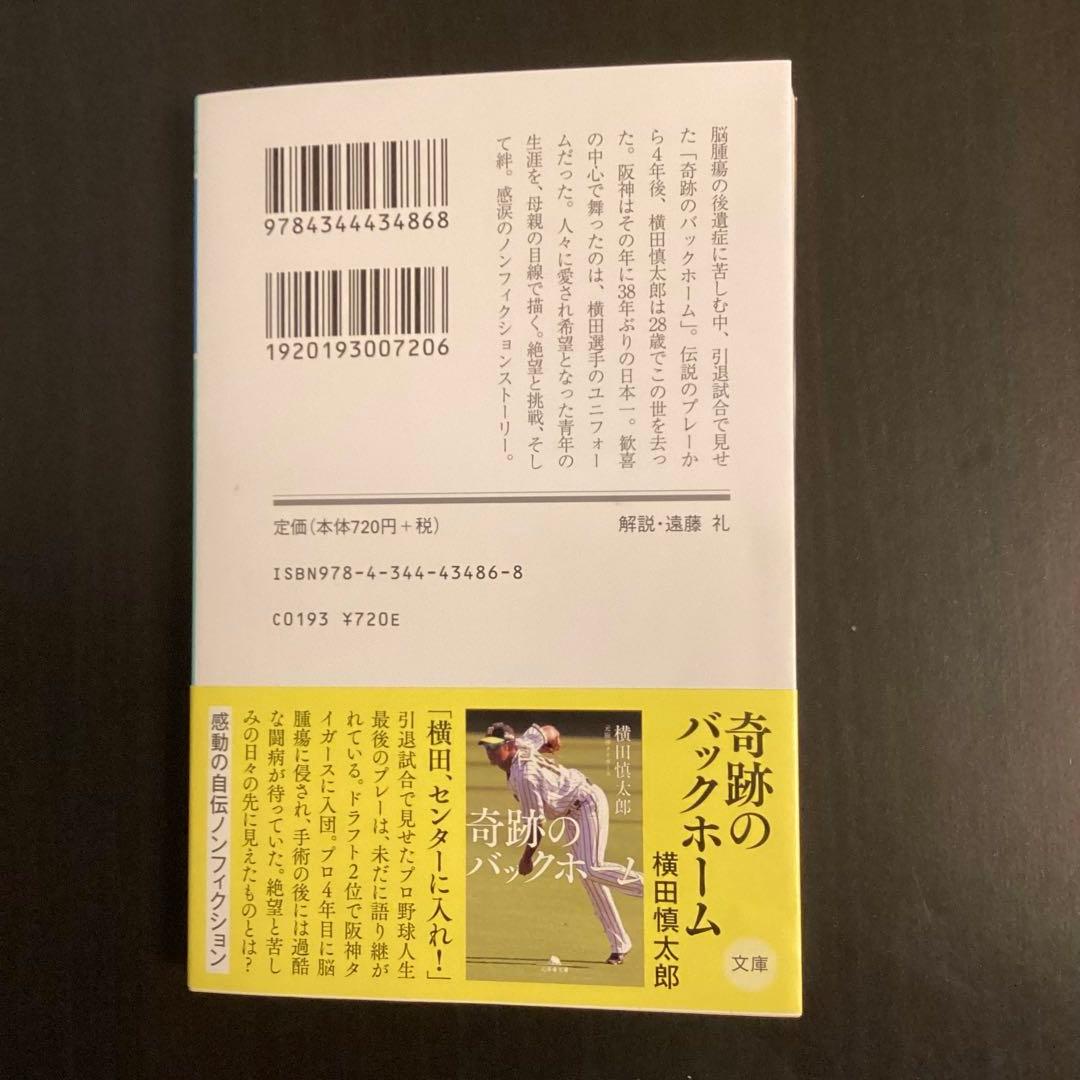 脳腫瘍の後遺症に苦しむ中、引退試合で見せ
た「奇跡のバックホーム」。伝説のプレーか
ら4年後、横田慎太郎は28歳でこの世を去っ
た。阪神はその年に38年ぶりの日本一。歓喜
の中心で舞ったのは、横田選手のユニフォー
ムだった。人々に愛され希望となった青年の
生涯を、母親の目線で描く。絶望と挑戦、そし
て絆。感涙のノンフィクションストーリー。
9784344434868
1920193007206
定価(本体720円+税)
解説・遠藤 礼
ISBN978-4-344-43486-8
C0193 ¥720E
奇跡の
バックホーム
横田慎太郎
文庫
横田慎太郎
元阪神タイガース
奇跡の
バックホーム
幻冬舎文庫
「横田、センターに入れ!」
引退試合で見せたプロ野球人生
最後のプレーは、未だに語り継が
れている。ドラフト2位で阪神タ
イガースに入団。プロ4年目に脳
腫瘍に侵され、手術の後には過酷
な闘病が待っていた。絶望と苦し
みの日々の先に見えたものとは?
感動の自伝ノンフィクション